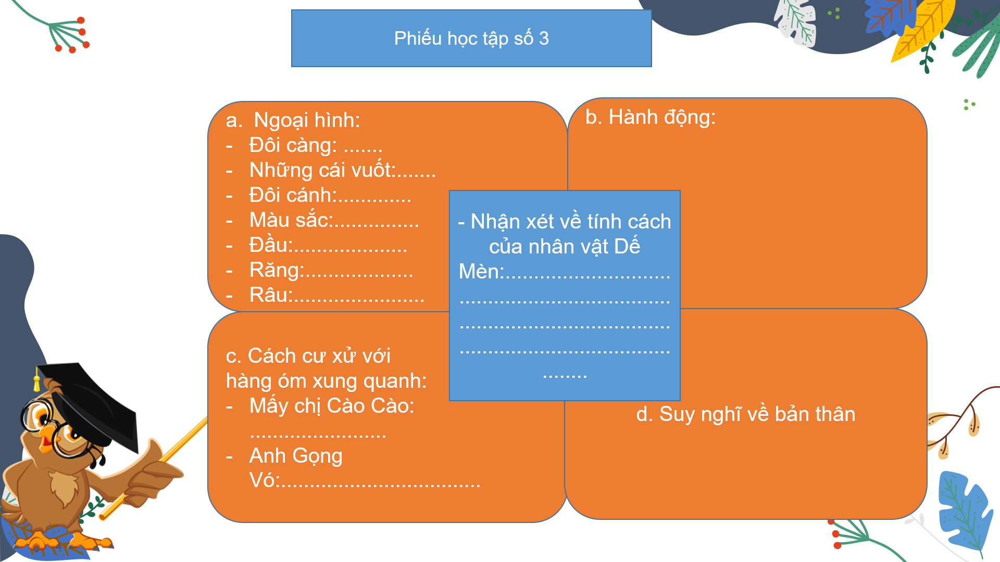 Phiếu học tập số 3
a. Ngoại hình:
- Đôi càng: .......
- Những cái vuốt:.......
- Đôi cánh:.............
- Màu sắc:...............
- Đầu:....................
- Răng:...................
- Râu:.......................
b. Hành động:
- Nhận xét về tính cách
của nhân vật Dế
Mèn:.............................
.....................................
.....................................
.....................................
........
c. Cách cư xử với
hàng óm xung quanh:
- Mấy chị Cào Cào:
........................
- Anh Gọng
Vó:...................................
d. Suy nghĩ về bản thân